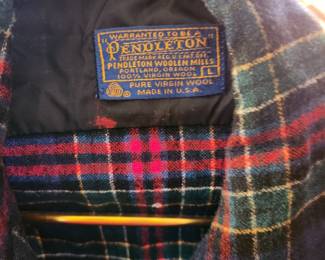 "WARRANTED TO BE A
PENDLETON"
TRADE MARK REG. U.S. PAT. OFF.
PENDLETON WOOLEN MILLS
PORTLAND, OREGON
100% VIRGIN WOOL L
PURE VIRGIN WOOL
MADE IN U.S.A.